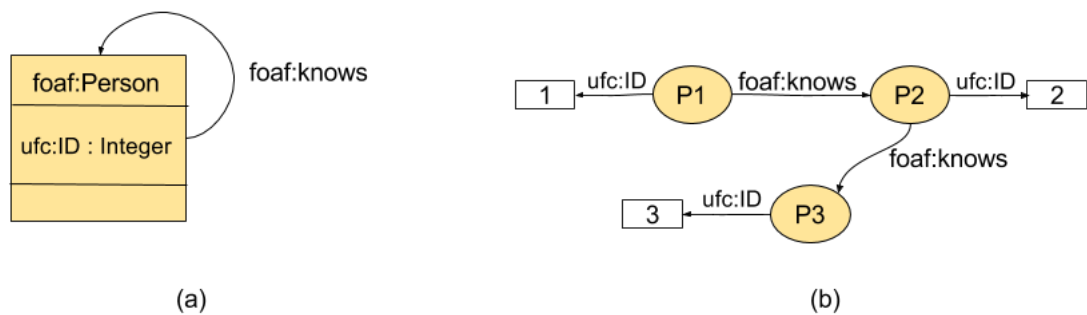 foaf:Person
foaf:knows
ufc:ID : Integer
(a)
1
ufc:ID
P1
foaf:knows
P2
ufc:ID
2
foaf:knows
3
ufc:ID
P3
(b)